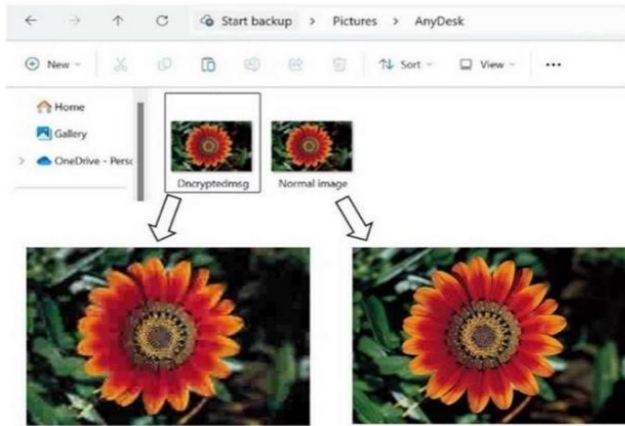 Start backup > Pictures > AnyDesk
New Sort View ...
Home
Gallery
OneDrive - Persc
Dncryptedmsg Normal image